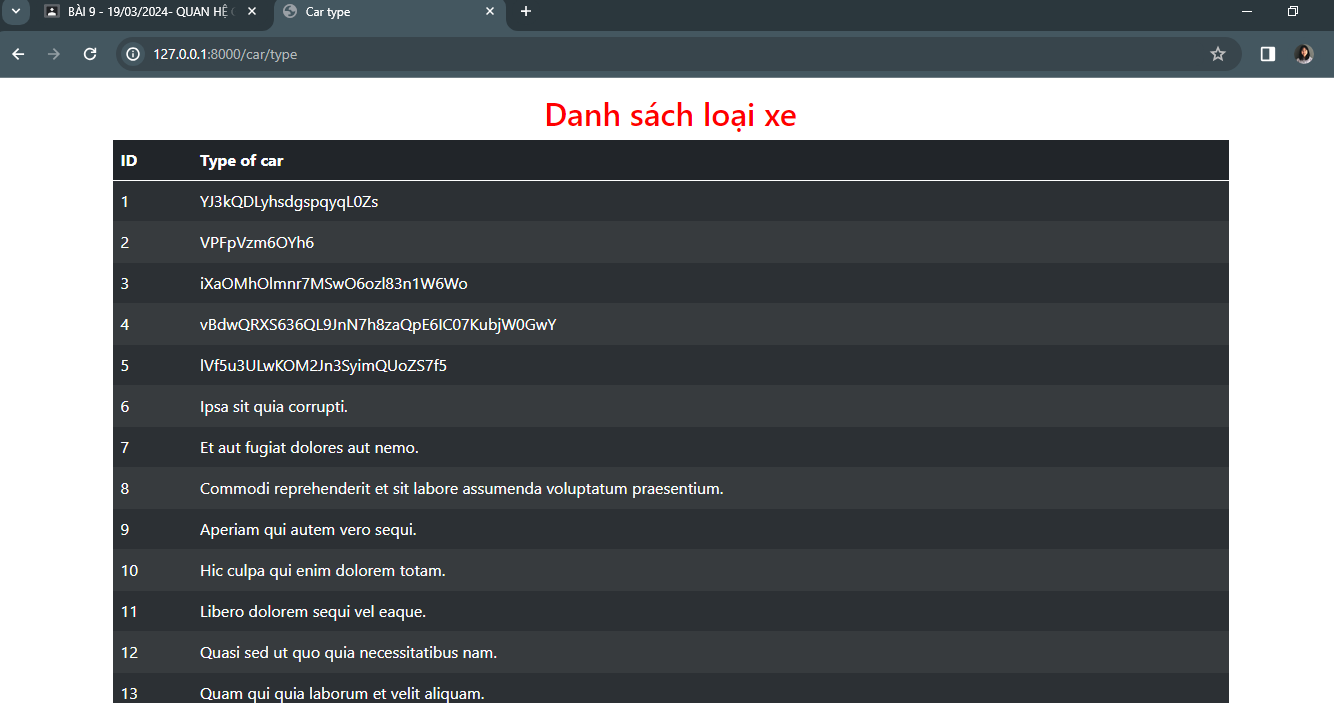 BÀI 9 - 19/03/2024- QUAN HỆ
Car type
127.0.0.1:8000/car/type
Danh sách loại xe
ID Type of car
1 YJ3kQDLyhsdgspqyqL0Zs
2 VPFpVzm6OYh6
3 iXaOMhOlmnr7MSwO6ozl83n1W6Wo
4 vBdwQRXS636QL9JnN7h8zaQpE6IC07KubjW0GwY
5 lVf5u3ULwKOM2Jn3SyimQUoZS7f5
6 Ipsa sit quia corrupti.
7 Et aut fugiat dolores aut nemo.
8 Commodi reprehenderit et sit labore assumenda voluptatum praesentium.
9 Aperiam qui autem vero sequi.
10 Hic culpa qui enim dolorem totam.
11 Libero dolorem sequi vel eaque.
12 Quasi sed ut quo quia necessitatibus nam.
13 Quam qui quia laborum et velit aliquam.